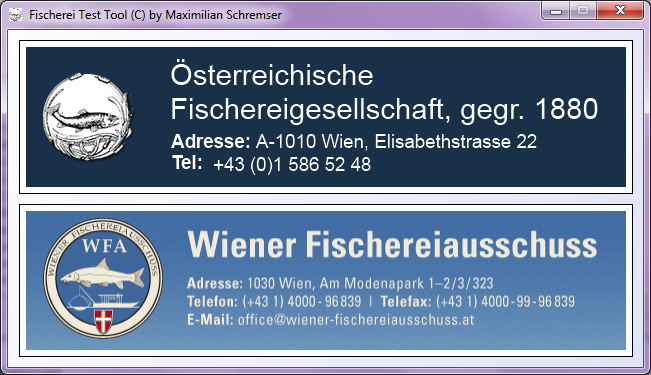 Fischerei Test Tool (C) by Maximilian Schremser
Österreichische
Fischereigesellschaft, gegr. 1880
Adresse: A-1010 Wien, Elisabethstrasse 22
Tel: +43 (0)1 586 52 48
WIENER FISCHEREIAUSSCHUSS
WFA
Wiener Fischereiausschuss
Adresse: 1030 Wien, Am Modenapark 1–2/3/323
Telefon: (+43 1) 4000-96 839 | Telefax: (+43 1) 4000-99-96 839
E-Mail: office@wiener-fischereiausschuss.at